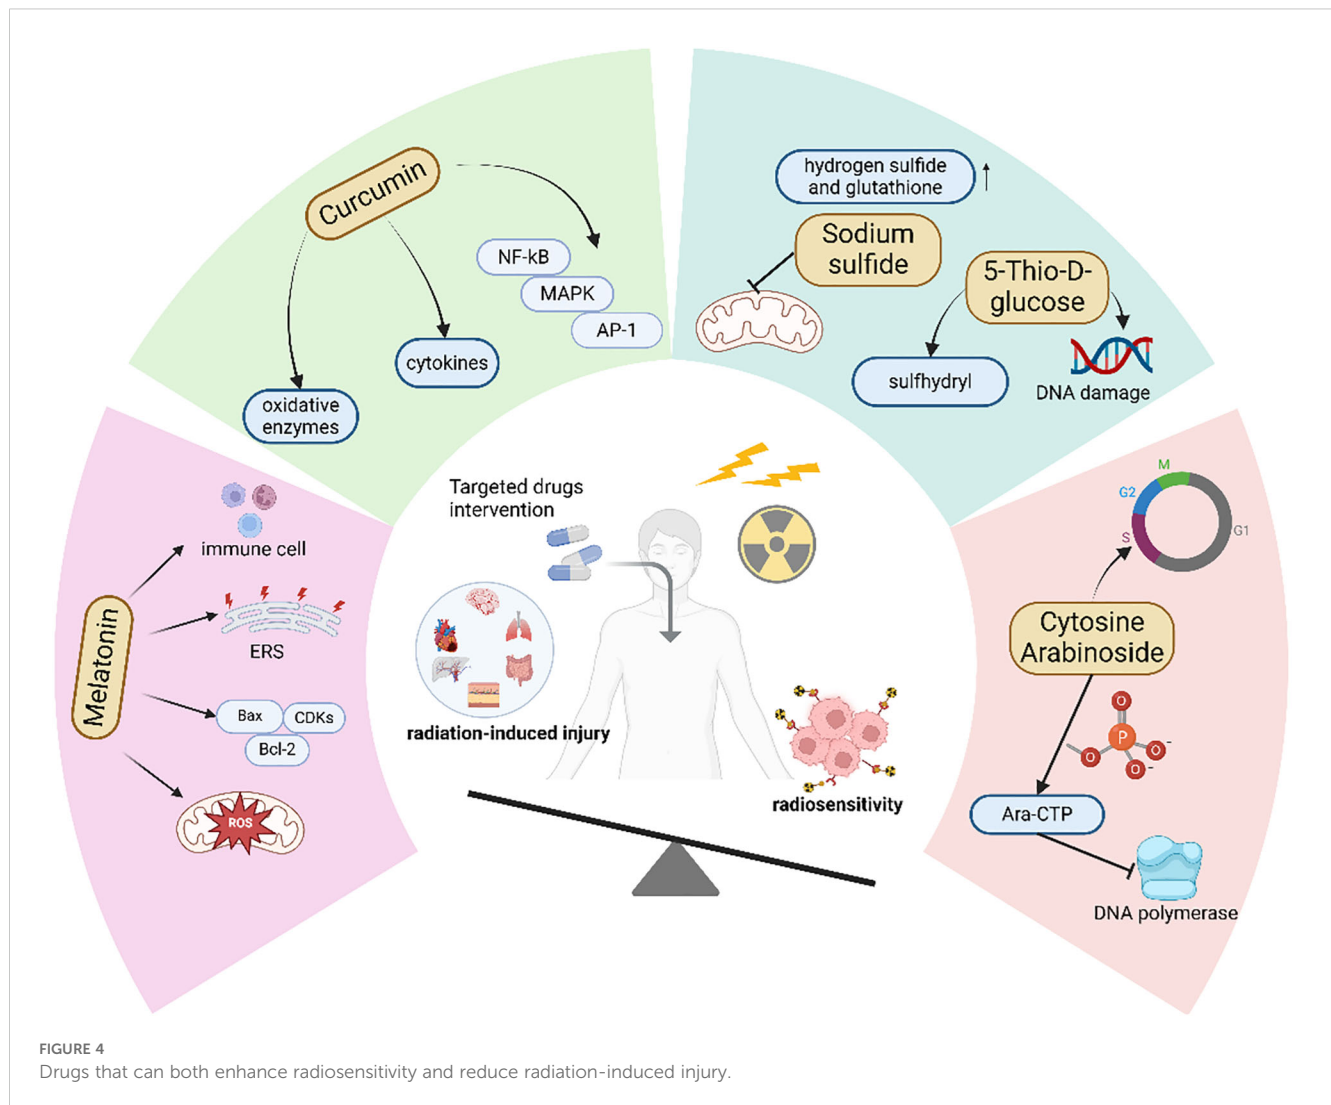 Curcumin
NF-kB
MAPK
AP-1
cytokines
oxidative
enzymes
hydrogen sulfide
and glutathione
Sodium
sulfide
5-Thio-D-
glucose
sulfhydryl
DNA damage
Melatonin
immune cell
ERS
Bax
CDKs
Bcl-2
ROS
Targeted drugs
intervention
radiation-induced injury
radiosensitivity
M
G2
S
G1
Cytosine
Arabinoside
O
O
P
O
-
O
-
Ara-CTP
DNA polymerase
FIGURE 4
Drugs that can both enhance radiosensitivity and reduce radiation-induced injury.